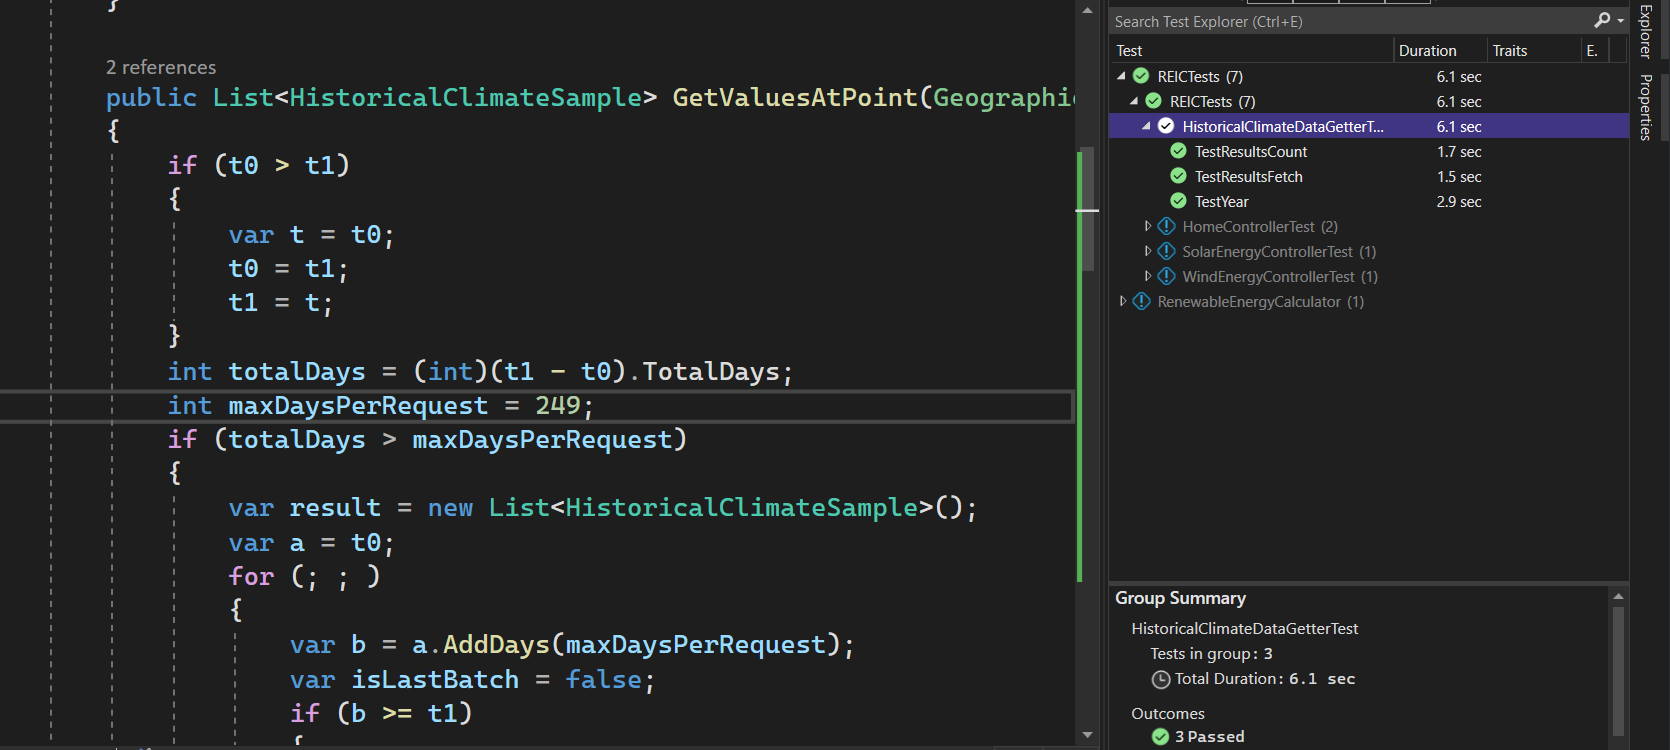 }
2 references
public List<HistoricalClimateSample> GetValuesAtPoint(Geographi
{
if (t0 > t1)
{
var t = t0;
t0 = t1;
t1 = t;
}
int totalDays = (int)(t1 - t0).TotalDays;
int maxDaysPerRequest = 249;
if (totalDays > maxDaysPerRequest)
{
var result = new List<HistoricalClimateSample>();
var a = t0;
for (; ; )
{
var b = a.AddDays(maxDaysPerRequest);
var isLastBatch = false;
if (b >= t1)
{
Search Test Explorer (Ctrl+E)
Test Duration Traits E.
REICTests (7) 6.1 sec
REICTests (7) 6.1 sec
HistoricalClimateDataGetterT... 6.1 sec
TestResultsCount 1.7 sec
TestResultsFetch 1.5 sec
TestYear 2.9 sec
HomeControllerTest (2)
SolarEnergyControllerTest (1)
WindEnergyControllerTest (1)
RenewableEnergyCalculator (1)
Group Summary
HistoricalClimateDataGetterTest
Tests in group: 3
Total Duration: 6.1 sec
Outcomes
3 Passed
Explorer
Properties